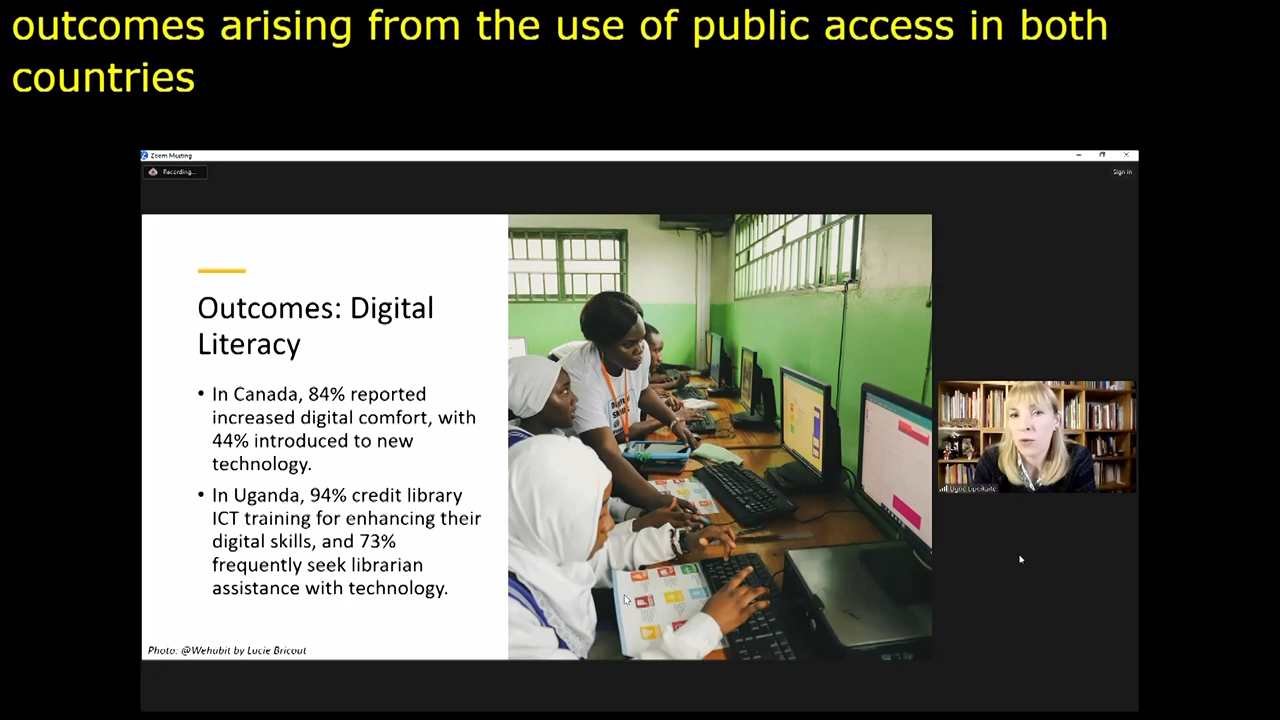 outcomes arising from the use of public access in both
countries
Zoom Meeting
Recording...
Sign in
Outcomes: Digital
Literacy
• In Canada, 84% reported
increased digital comfort, with
44% introduced to new
technology.
• In Uganda, 94% credit library
ICT training for enhancing their
digital skills, and 73%
frequently seek librarian
assistance with technology.
Photo: @Wehubit by Lucie Bricout